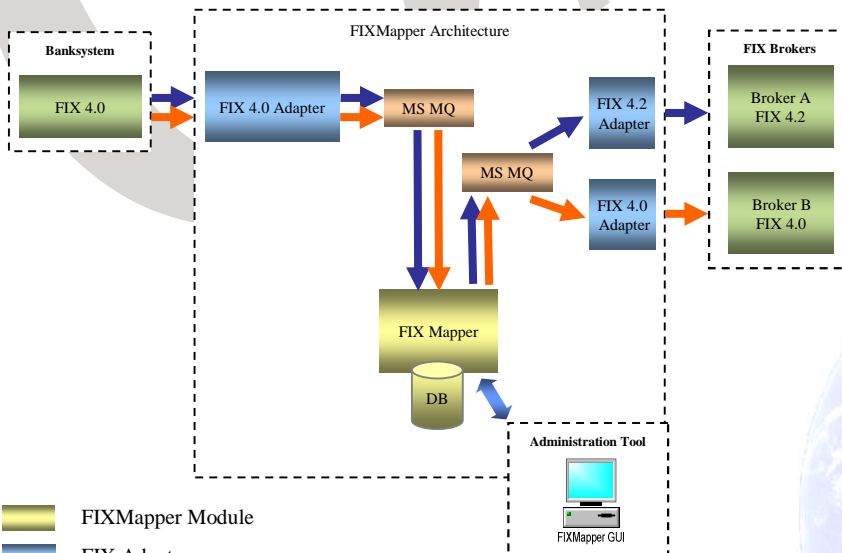 FIXMapper Architecture
Banksystem
FIX 4.0
FIX 4.0 Adapter
MS MQ
MS MQ
FIX 4.2
Adapter
FIX 4.0
Adapter
FIX Brokers
Broker A
FIX 4.2
Broker B
FIX 4.0
FIX Mapper
DB
Administration Tool
FIXMapper GUI
FIXMapper Module